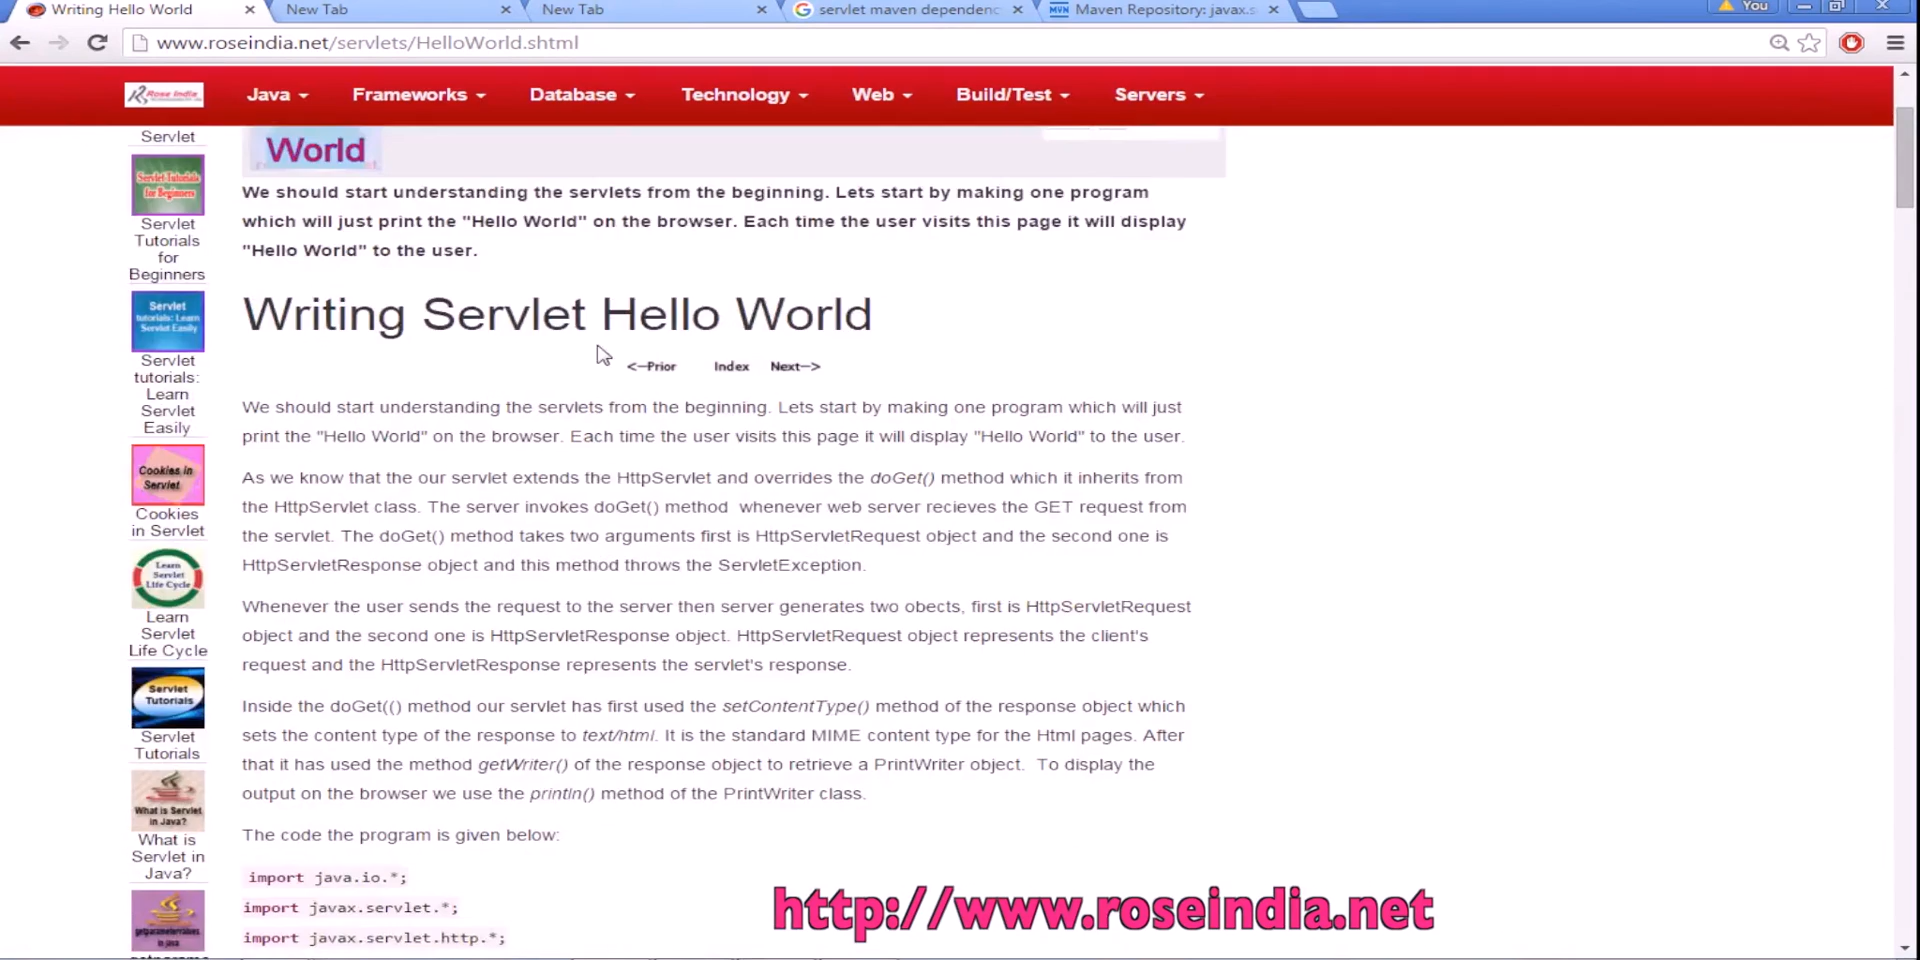 Writing Hello World
New Tab
New Tab
servlet maven dependenc
Maven Repository: javax.s
You
www.roseindia.net/servlets/HelloWorld.shtml
Rose India
Java
Frameworks
Database
Technology
Web
Build/Test
Servers
Servlet
Servlet Tutorials
for Beginners
Servlet
Tutorials
for
Beginners
Servlet
tutorials: Learn
Servlet Easily
Servlet
tutorials:
Learn
Servlet
Easily
Cookies in
Servlet
Cookies
in Servlet
Learn
Servlet
Life Cycle
Learn
Servlet
Life Cycle
Servlet
Tutorials
Servlet
Tutorials
What is Servlet
in Java?
What is
Servlet in
Java?
in java
World
We should start understanding the servlets from the beginning. Lets start by making one program
which will just print the "Hello World" on the browser. Each time the user visits this page it will display
"Hello World" to the user.
Writing Servlet Hello World
<--Prior Index Next-->
We should start understanding the servlets from the beginning. Lets start by making one program which will just
print the "Hello World" on the browser. Each time the user visits this page it will display "Hello World" to the user.
As we know that the our servlet extends the HttpServlet and overrides the doGet() method which it inherits from
the HttpServlet class. The server invokes doGet() method  whenever web server recieves the GET request from
the servlet. The doGet() method takes two arguments first is HttpServletRequest object and the second one is
HttpServletResponse object and this method throws the ServletException.
Whenever the user sends the request to the server then server generates two obects, first is HttpServletRequest
object and the second one is HttpServletResponse object. HttpServletRequest object represents the client's
request and the HttpServletResponse represents the servlet's response.
Inside the doGet(() method our servlet has first used the setContentType() method of the response object which
sets the content type of the response to text/html. It is the standard MIME content type for the Html pages. After
that it has used the method getWriter() of the response object to retrieve a PrintWriter object.  To display the
output on the browser we use the println() method of the PrintWriter class.
The code the program is given below:
import java.io.*;
import javax.servlet.*;
import javax.servlet.http.*;
http://www.roseindia.net